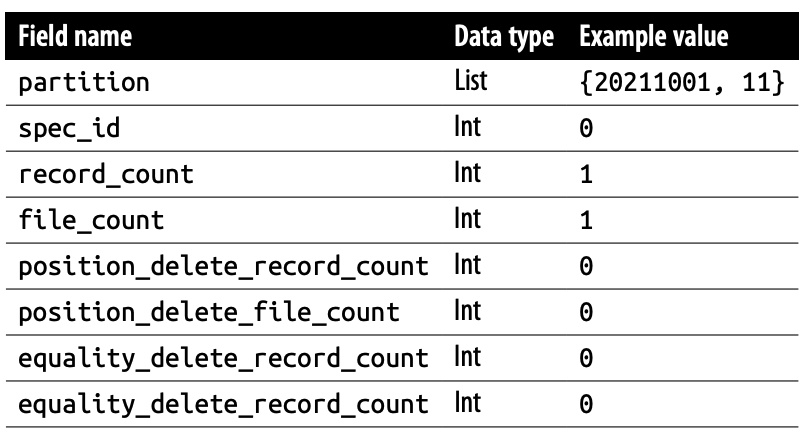 Field name Data type Example value
partition List {20211001, 11}
spec_id Int 0
record_count Int 1
file_count Int 1
position_delete_record_count Int 0
position_delete_file_count Int 0
equality_delete_record_count Int 0
equality_delete_record_count Int 0